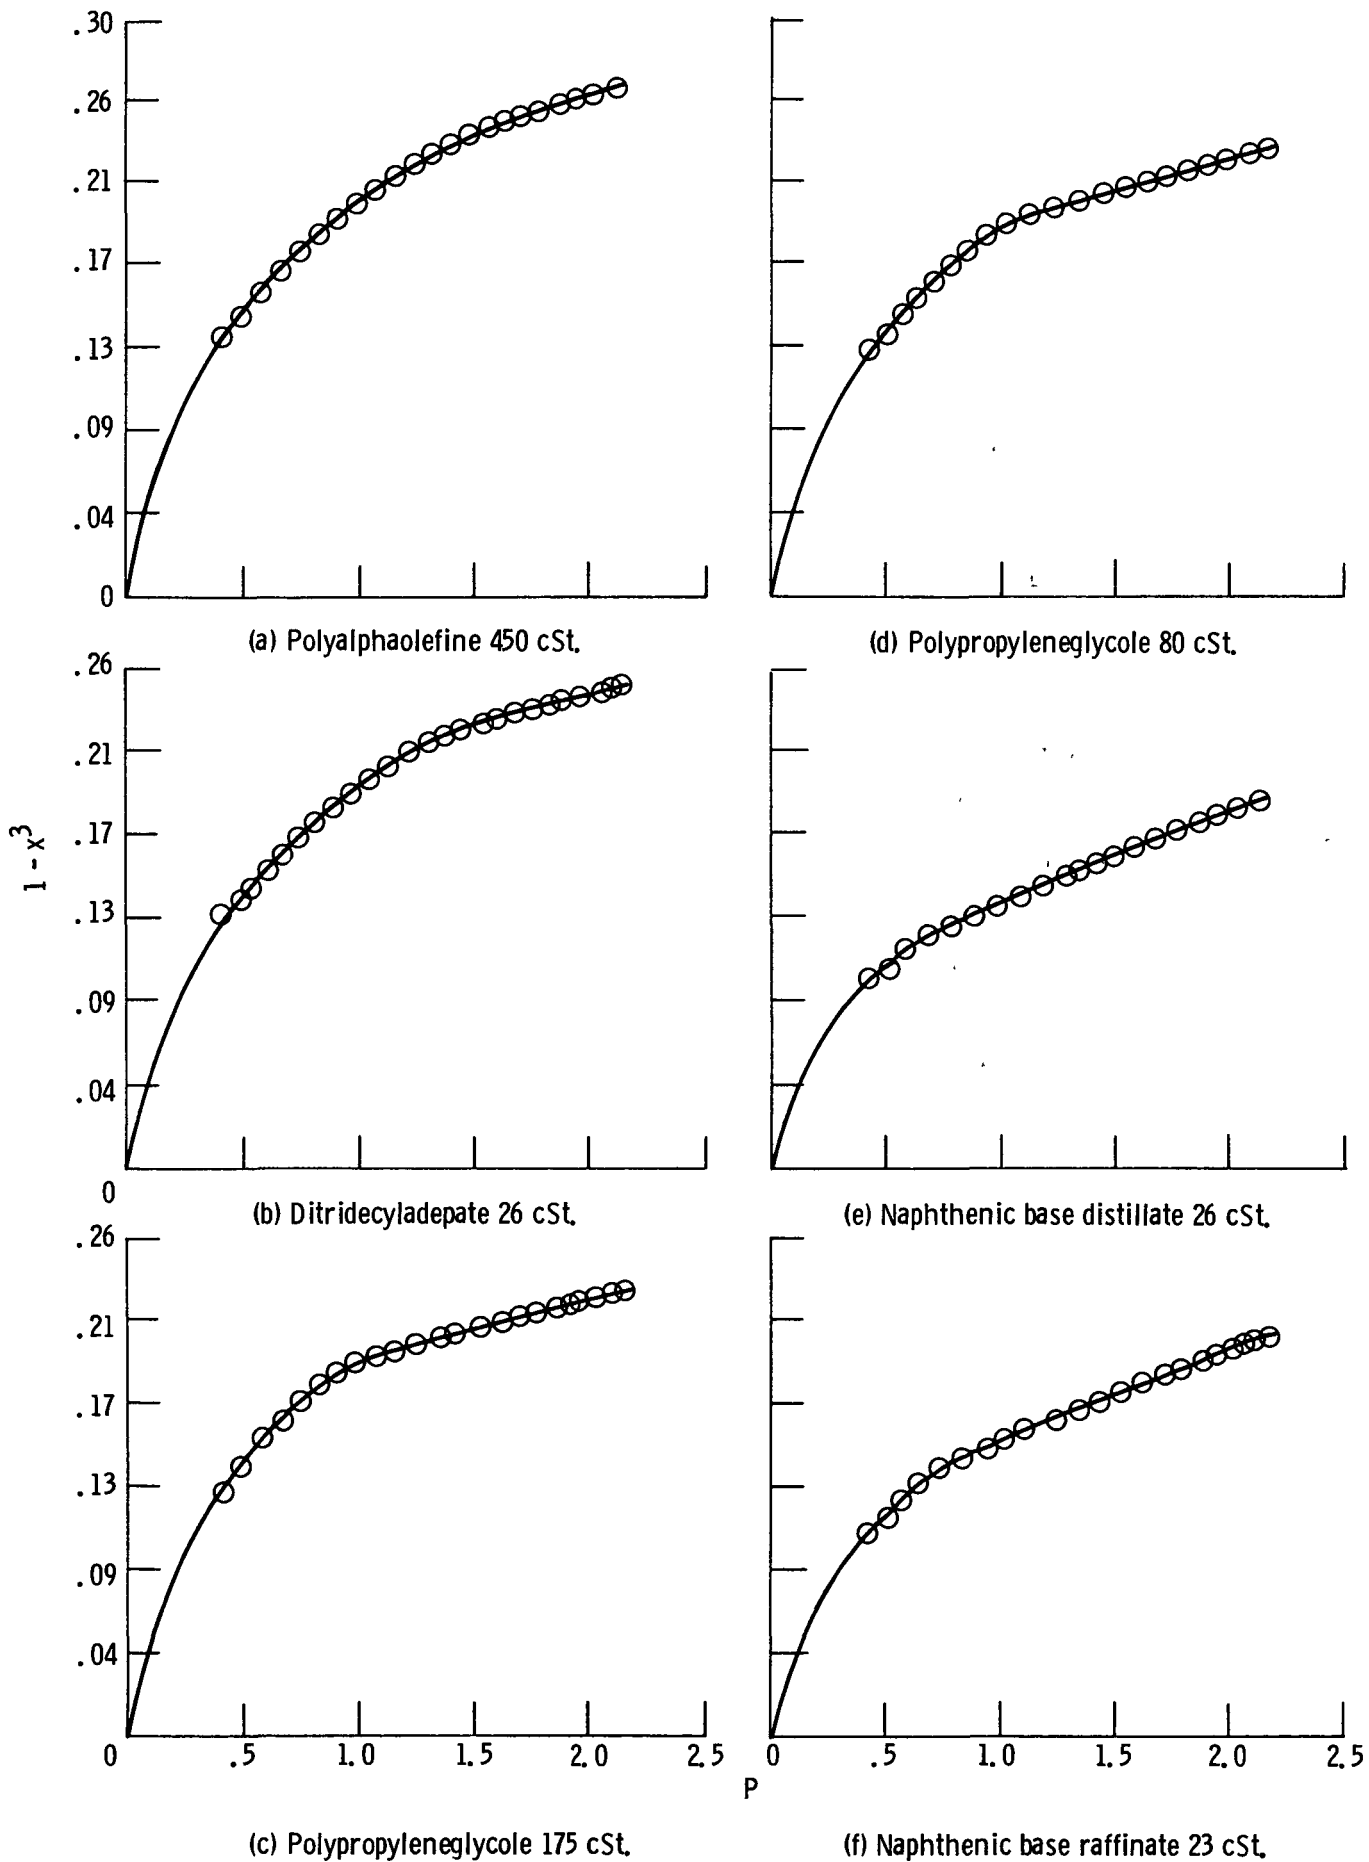 .30
.26
.21
.17
.13
.09
.04
0
(a) Polyalphaolefine 450 cSt.
(d) Polypropyleneglycole 80 cSt.
.26
.21
.17
.13
.09
.04
0
1 - x³
(b) Ditridecyladepate 26 cSt.
(e) Naphthenic base distillate 26 cSt.
.26
.21
.17
.13
.09
.04
0 .5 1.0 1.5 2.0 2.5
0 .5 1.0 1.5 2.0 2.5
P
(c) Polypropyleneglycole 175 cSt.
(f) Naphthenic base raffinate 23 cSt.